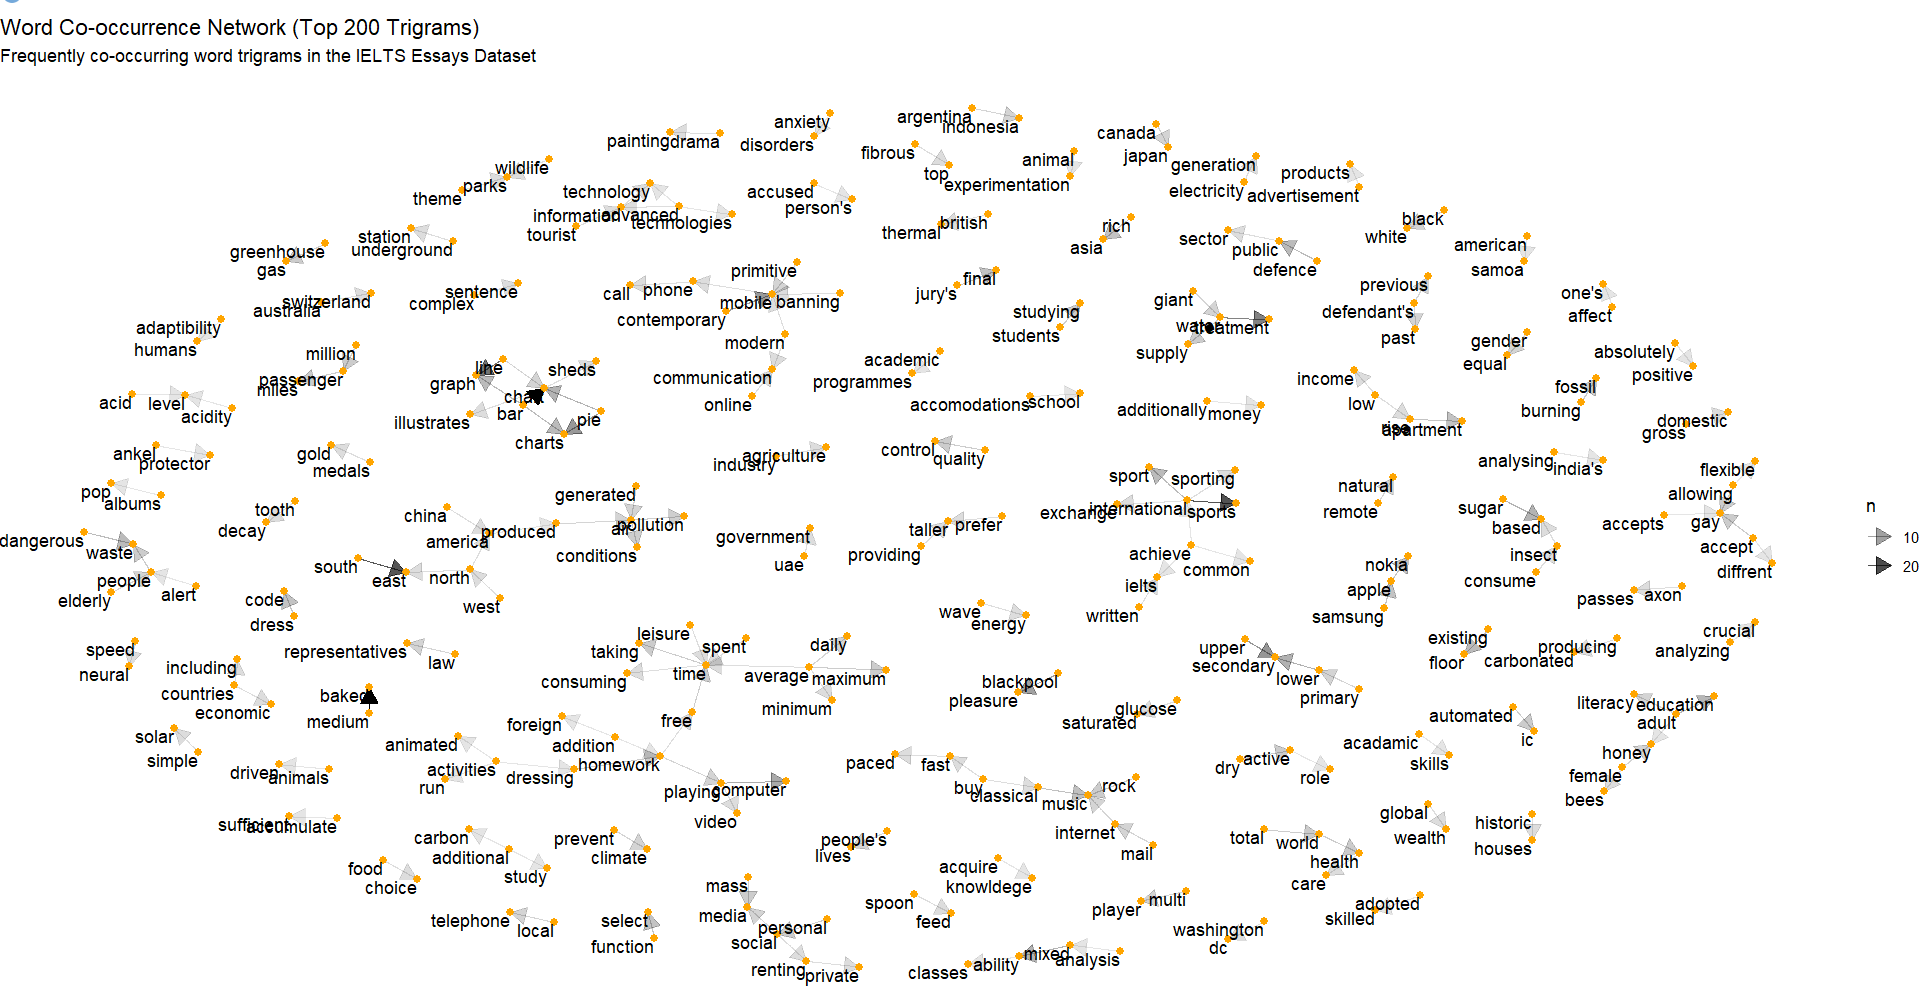 Word Co-occurrence Network (Top 200 Trigrams)
Frequently co-occurring word trigrams in the IELTS Essays Dataset
anxiety
disorders
painting
drama
argentina
indonesia
canada
japan
fibrous
top
animal
experimentation
generation
electricity
products
advertisement
wildlife
parks
theme
technology
information
advanced
technologies
tourist
accused
person's
british
thermal
rich
asia
sector
public
defence
black
white
american
samoa
station
underground
greenhouse
gas
switzerland
australia
sentence
complex
primitive
call
phone
mobile
banning
contemporary
modern
communication
online
final
jury's
studying
students
giant
water
treatment
supply
previous
defendant's
past
one's
affect
adaptibility
humans
million
passenger
miles
line
graph
sheds
chart
bar
pie
illustrates
charts
academic
programmes
accomodations
school
additionally
money
income
low
rise
apartment
gender
equal
absolutely
positive
fossil
burning
domestic
gross
acid
level
acidity
ankel
protector
gold
medals
agriculture
industry
control
quality
analysing
india's
flexible
allowing
accepts
gay
accept
diffrent
pop
albums
tooth
decay
china
america
produced
generated
air
pollution
conditions
government
uae
taller
prefer
providing
sport
sporting
exchange
international
sports
achieve
common
ielts
written
natural
remote
sugar
based
insect
consume
dangerous
waste
people
elderly
alert
south
east
north
west
code
dress
wave
energy
nokia
apple
samsung
passes
axon
speed
neural
including
countries
economic
representatives
law
baked
medium
leisure
taking
spent
consuming
time
daily
average
maximum
minimum
free
blackpool
pleasure
glucose
saturated
upper
secondary
lower
primary
existing
floor
producing
carbonated
crucial
analyzing
literacy
education
adult
honey
female
bees
automated
ic
acadamic
skills
solar
simple
driven
animals
animated
activities
run
dressing
foreign
addition
homework
playing
computer
video
paced
fast
buy
classical
music
rock
internet
mail
dry
active
role
sufficient
accumulate
carbon
additional
study
prevent
climate
people's
lives
total
world
health
care
global
wealth
historic
houses
food
choice
telephone
local
select
function
mass
media
personal
social
renting
private
acquire
knowldege
spoon
feed
player
multi
adopted
skilled
washington
dc
classes
ability
mixed
analysis
n
10
20